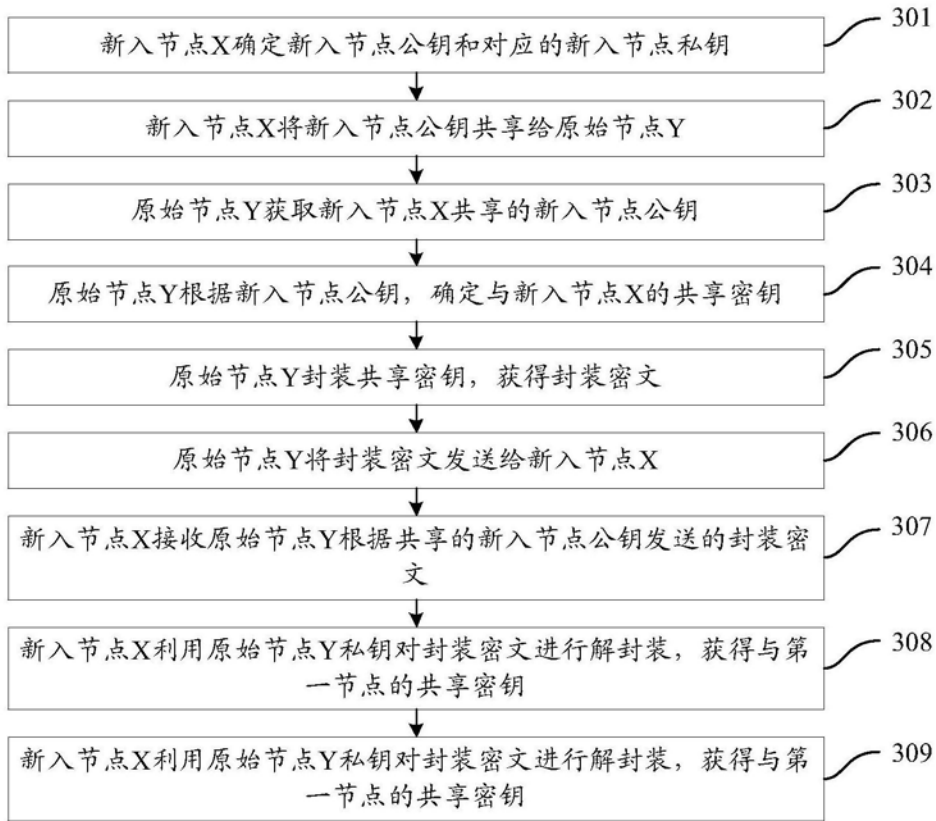 新入节点X确定新入节点公钥和对应的新入节点私钥
301
新入节点X将新入节点公钥共享给原始节点Y
302
原始节点Y获取新入节点X共享的新入节点公钥
303
原始节点Y根据新入节点公钥，确定与新入节点X的共享密钥
304
原始节点Y封装共享密钥，获得封装密文
305
原始节点Y将封装密文发送给新入节点X
306
新入节点X接收原始节点Y根据共享的新入节点公钥发送的封装密
文
307
新入节点X利用原始节点Y私钥对封装密文进行解封装，获得与第
一节点的共享密钥
308
新入节点X利用原始节点Y私钥对封装密文进行解封装，获得与第
一节点的共享密钥
309